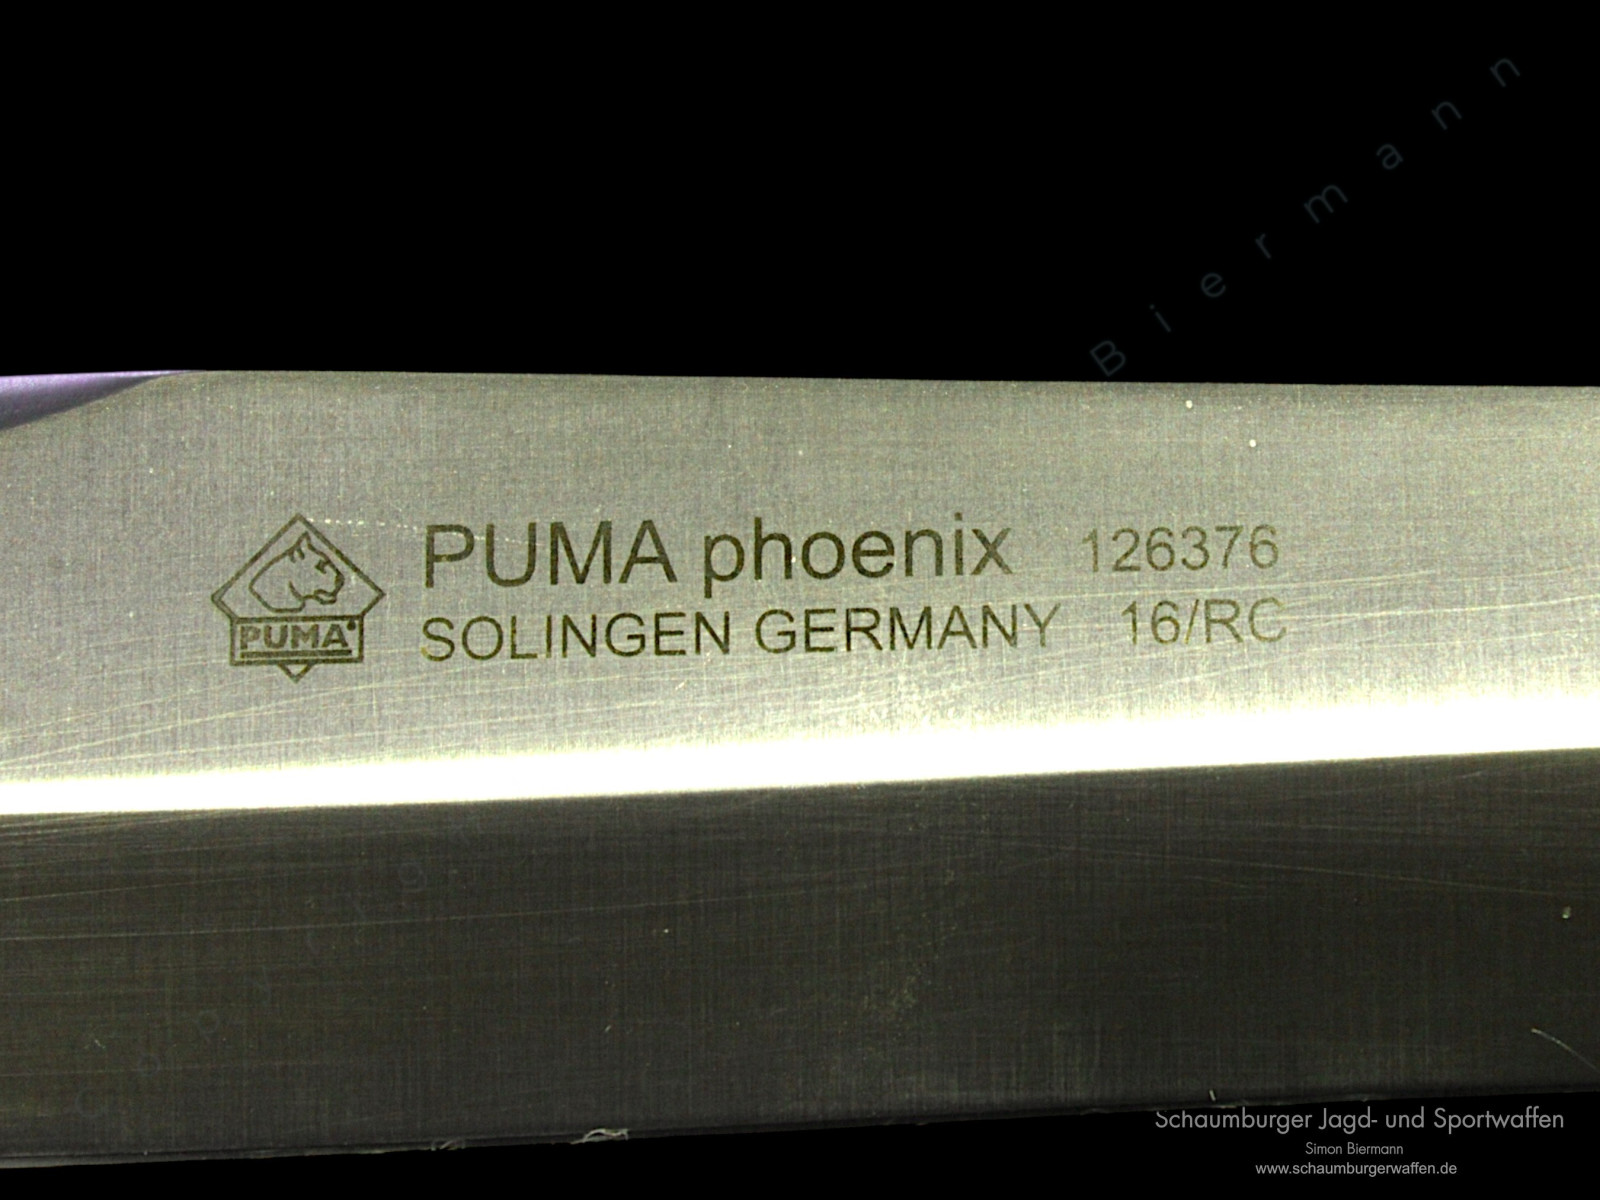 Biermann
PUMA phoenix 126376
SOLINGEN GERMANY 16/RC
PUMA®
Schaumburger Jagd- und Sportwaffen
Simon Biermann
www.schaumburgerwaffen.de